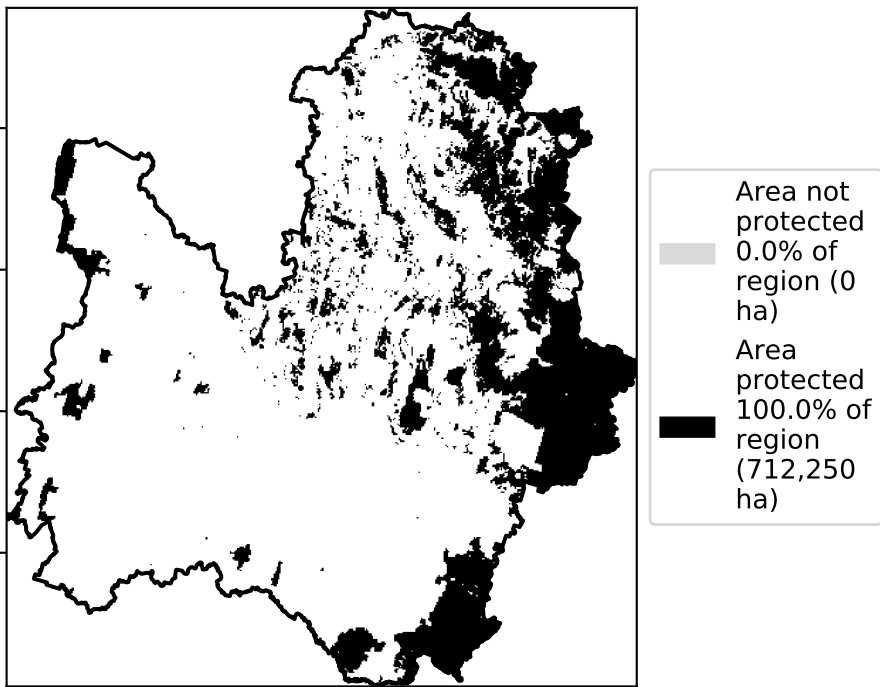 Area not
protected
0.0% of
region (0
ha)
Area
protected
100.0% of
region
(712,250
ha)